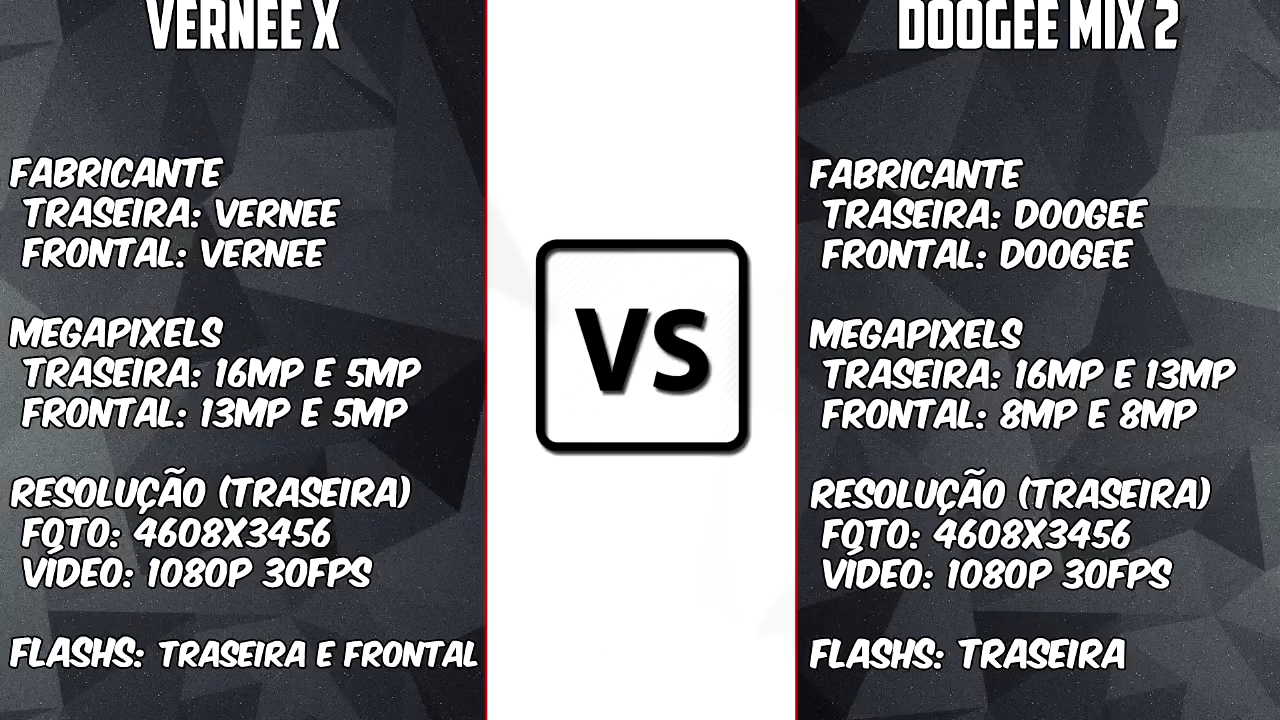 VERNEE X
FABRICANTE
TRASEIRA: VERNEE
FRONTAL: VERNEE
MEGAPIXELS
TRASEIRA: 16MP E 5MP
FRONTAL: 13MP E 5MP
RESOLUÇÃO (TRASEIRA)
FOTO: 4608X3456
VÍDEO: 1080P 30FPS
FLASHS: TRASEIRA E FRONTAL
VS
DOOGEE MIX 2
FABRICANTE
TRASEIRA: DOOGEE
FRONTAL: DOOGEE
MEGAPIXELS
TRASEIRA: 16MP E 13MP
FRONTAL: 8MP E 8MP
RESOLUÇÃO (TRASEIRA)
FOTO: 4608X3456
VÍDEO: 1080P 30FPS
FLASHS: TRASEIRA